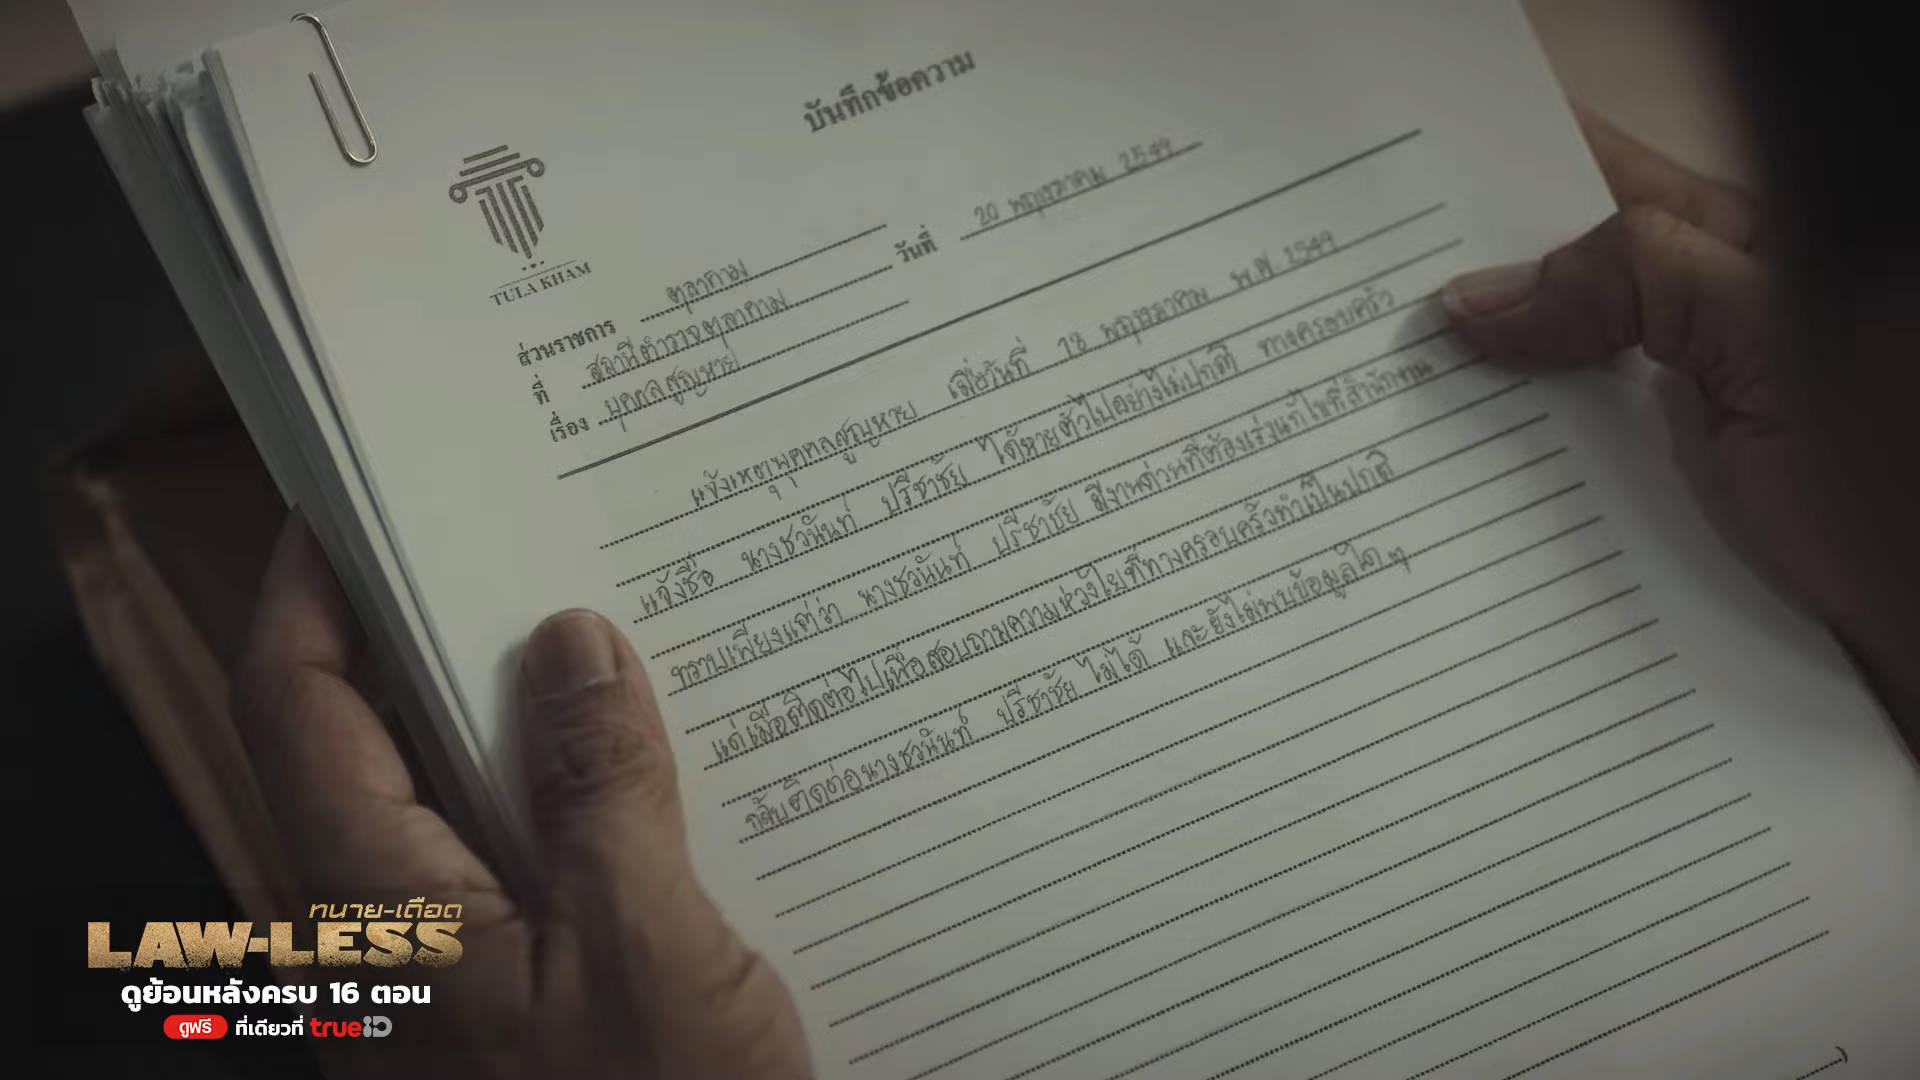 บันทึกข้อความ
TULA KHAM
ส่วนราชการ ตุลาคาม
ที่ สถานีตำรวจตุลาคาม วันที่ 20 พฤษภาคม 2549
เรื่อง บุคคลสูญหาย
แจ้งเหตุบุคคลสูญหาย เมื่อวันที่ 18 พฤษภาคม พ.ศ. 2549
แจ้งชื่อ นางชวนันท์ ปรีชาชัย ได้หายตัวไปอย่างไม่ปกติ ทางครอบครัว
ทราบเพียงแต่ว่า นางชวนันท์ ปรีชาชัย มีงานด่วนที่ต้องเร่งแก้ไขที่สำนักงาน
แต่เมื่อติดต่อไปเพื่อสอบถามความห่วงใยที่ทางครอบครัวทำเป็นปกติ
กลับติดต่อนางชวนันท์ ปรีชาชัย ไม่ได้ และยังไม่พบข้อมูลใด ๆ
ทนาย-เดือด
LAW-LESS
ดูย้อนหลังครบ 16 ตอน
ดูฟรี ที่เดียวที่ trueID